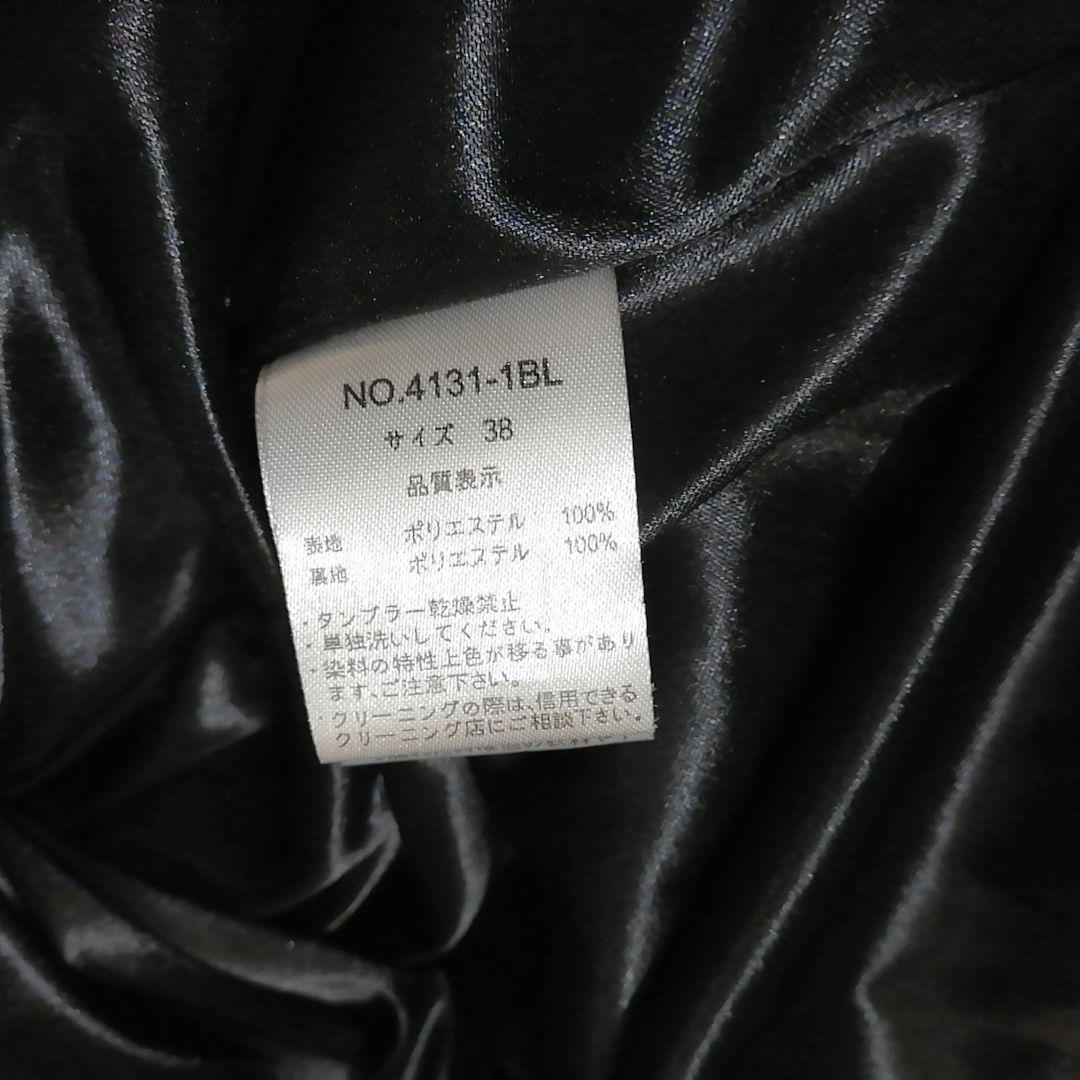 NO.4131-1BL
サイズ 38
品質表示
表地 ポリエステル 100%
裏地 ポリエステル 100%
・タンブラー乾燥禁止
・単独洗いしてください。
・染料の特性上色が移る事があり
ます、ご注意下さい。
・クリーニングの際は、信用できる
クリーニング店にご相談下さい。